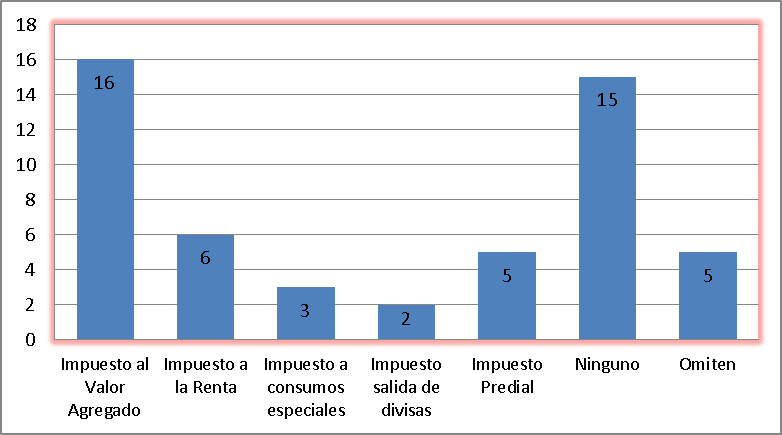 18
16
14
12
10
8
6
4
2
0
16
6
3
2
5
15
5
Impuesto al
Valor
Agregado
Impuesto a
la Renta
Impuesto a
consumos
especiales
Impuesto
salida de
divisas
Impuesto
Predial
Ninguno
Omiten